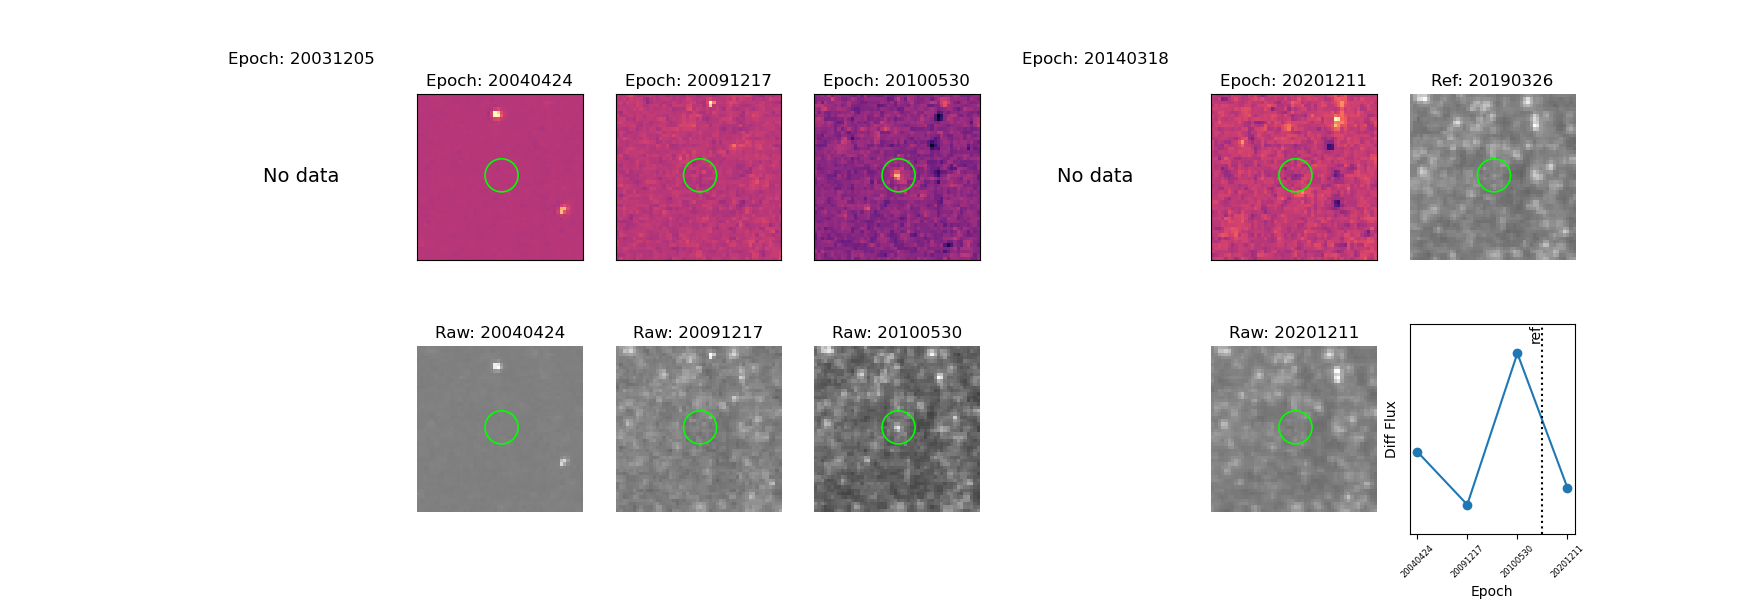 Epoch: 20031205
Epoch: 20140318
Epoch: 20040424
Epoch: 20091217
Epoch: 20100530
Epoch: 20201211
Ref: 20190326
No data
No data
Raw: 20040424
Raw: 20091217
Raw: 20100530
Raw: 20201211
ref
Diff Flux
20040424
20091217
20100530
20201211
Epoch